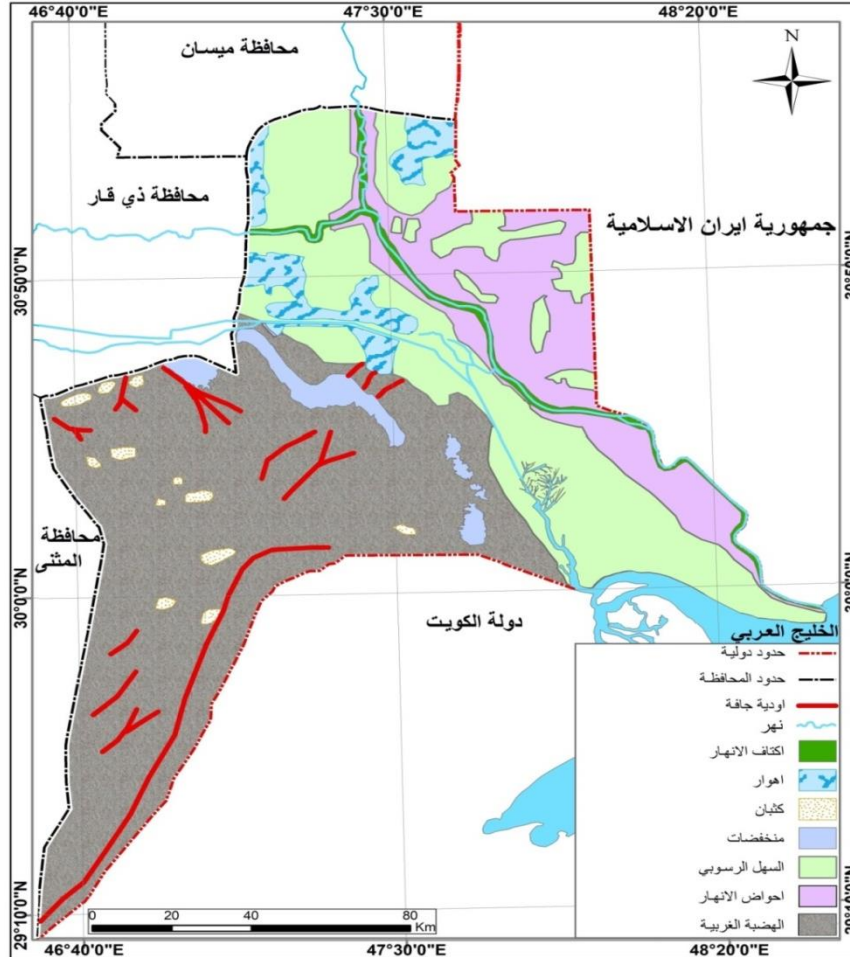 46°40'0"E 47°30'0"E 48°20'0"E
محافظة ميسان
N
محافظة ذي قار
جمهورية ايران الاسلامية
30°50'0"N
محافظة
المثنى
30°0'0"N
دولة الكويت
الخليج العربي
حدود دولية
حدود المحافظة
اودية جافة
نهر
اكتاف الانهار
اهوار
كثبان
منخفضات
السهل الرسوبي
احواض الانهار
الهضبة الغربية
29°10'0"N
0 20 40 80
Km
46°40'0"E 47°30'0"E 48°20'0"E